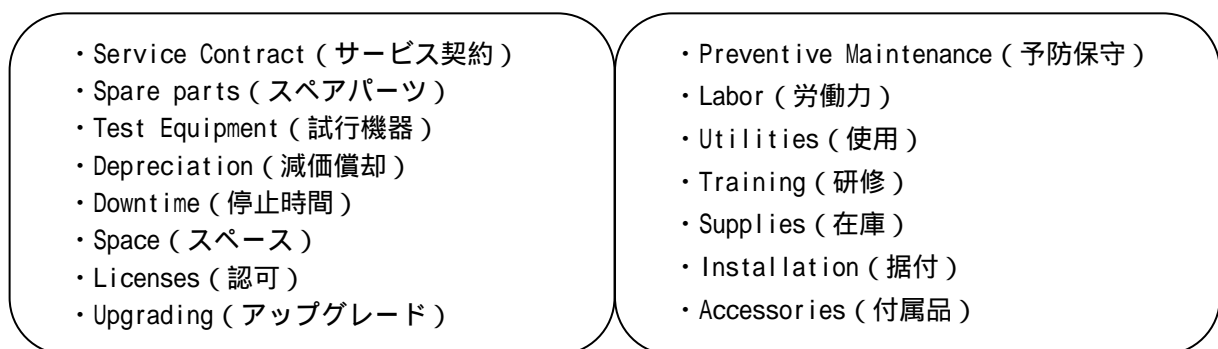 ・Service Contract（サービス契約）
・Spare parts（スペアパーツ）
・Test Equipment（試行機器）
・Depreciation（減価償却）
・Downtime（停止時間）
・Space（スペース）
・Licenses（認可）
・Upgrading（アップグレード）
・Preventive Maintenance（予防保守）
・Labor（労働力）
・Utilities（使用）
・Training（研修）
・Supplies（在庫）
・Installation（据付）
・Accessories（付属品）